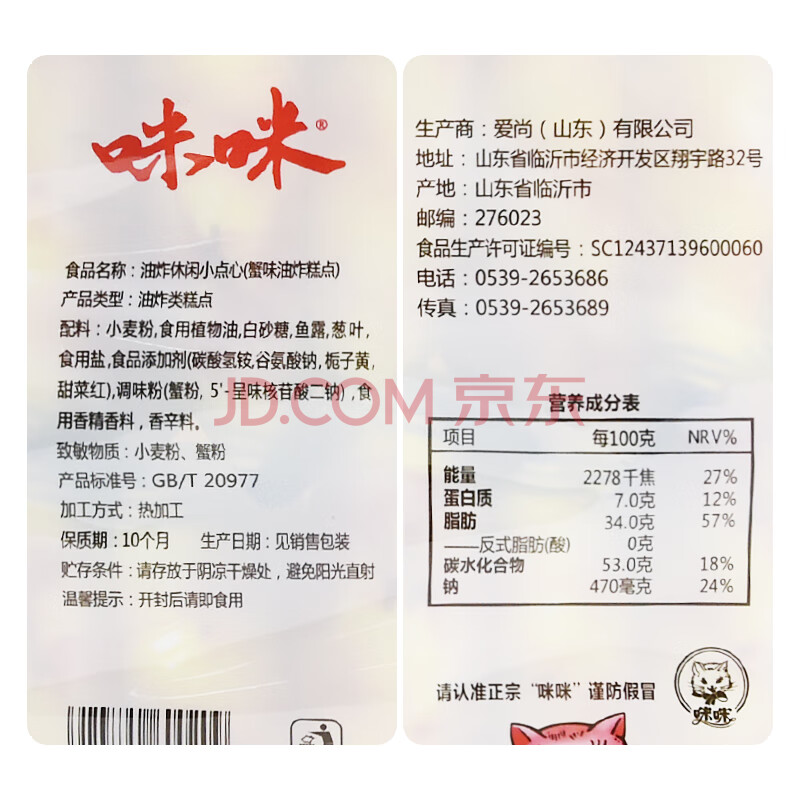 咪咪®
食品名称：油炸休闲小点心(蟹味油炸糕点)
产品类型：油炸类糕点
配料：小麦粉,食用植物油,白砂糖,鱼露,葱叶,
食用盐,食品添加剂(碳酸氢铵,谷氨酸钠,栀子黄,
甜菜红),调味粉(蟹粉, 5'-呈味核苷酸二钠),食
用香精香料，香辛料。
致敏物质：小麦粉、蟹粉
产品标准号：GB/T 20977
加工方式：热加工
保质期：10个月 生产日期：见销售包装
贮存条件：请存放于阴凉干燥处，避免阳光直射
温馨提示：开封后请即食用
生产商：爱尚（山东）有限公司
地址：山东省临沂市经济开发区翔宇路32号
产地：山东省临沂市
邮编：276023
食品生产许可证编号：SC12437139600060
电话：0539-2653686
传真：0539-2653689
营养成分表
项目 每100克 NRV%
能量 2278千焦 27%
蛋白质 7.0克 12%
脂肪 34.0克 57%
——反式脂肪(酸) 0克
碳水化合物 53.0克 18%
钠 470毫克 24%
请认准正宗“咪咪”谨防假冒
咪咪
JD.COM 京东